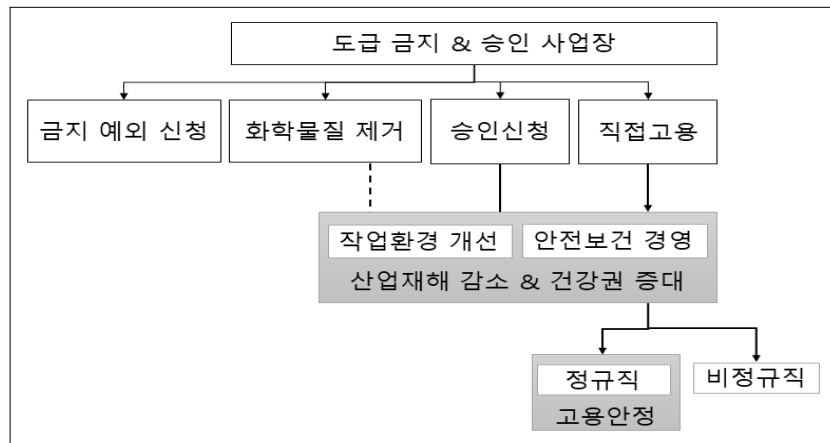 도급 금지 & 승인 사업장
금지 예외 신청
화학물질 제거
승인신청
직접고용
작업환경 개선
안전보건 경영
산업재해 감소 & 건강권 증대
정규직
비정규직
고용안정